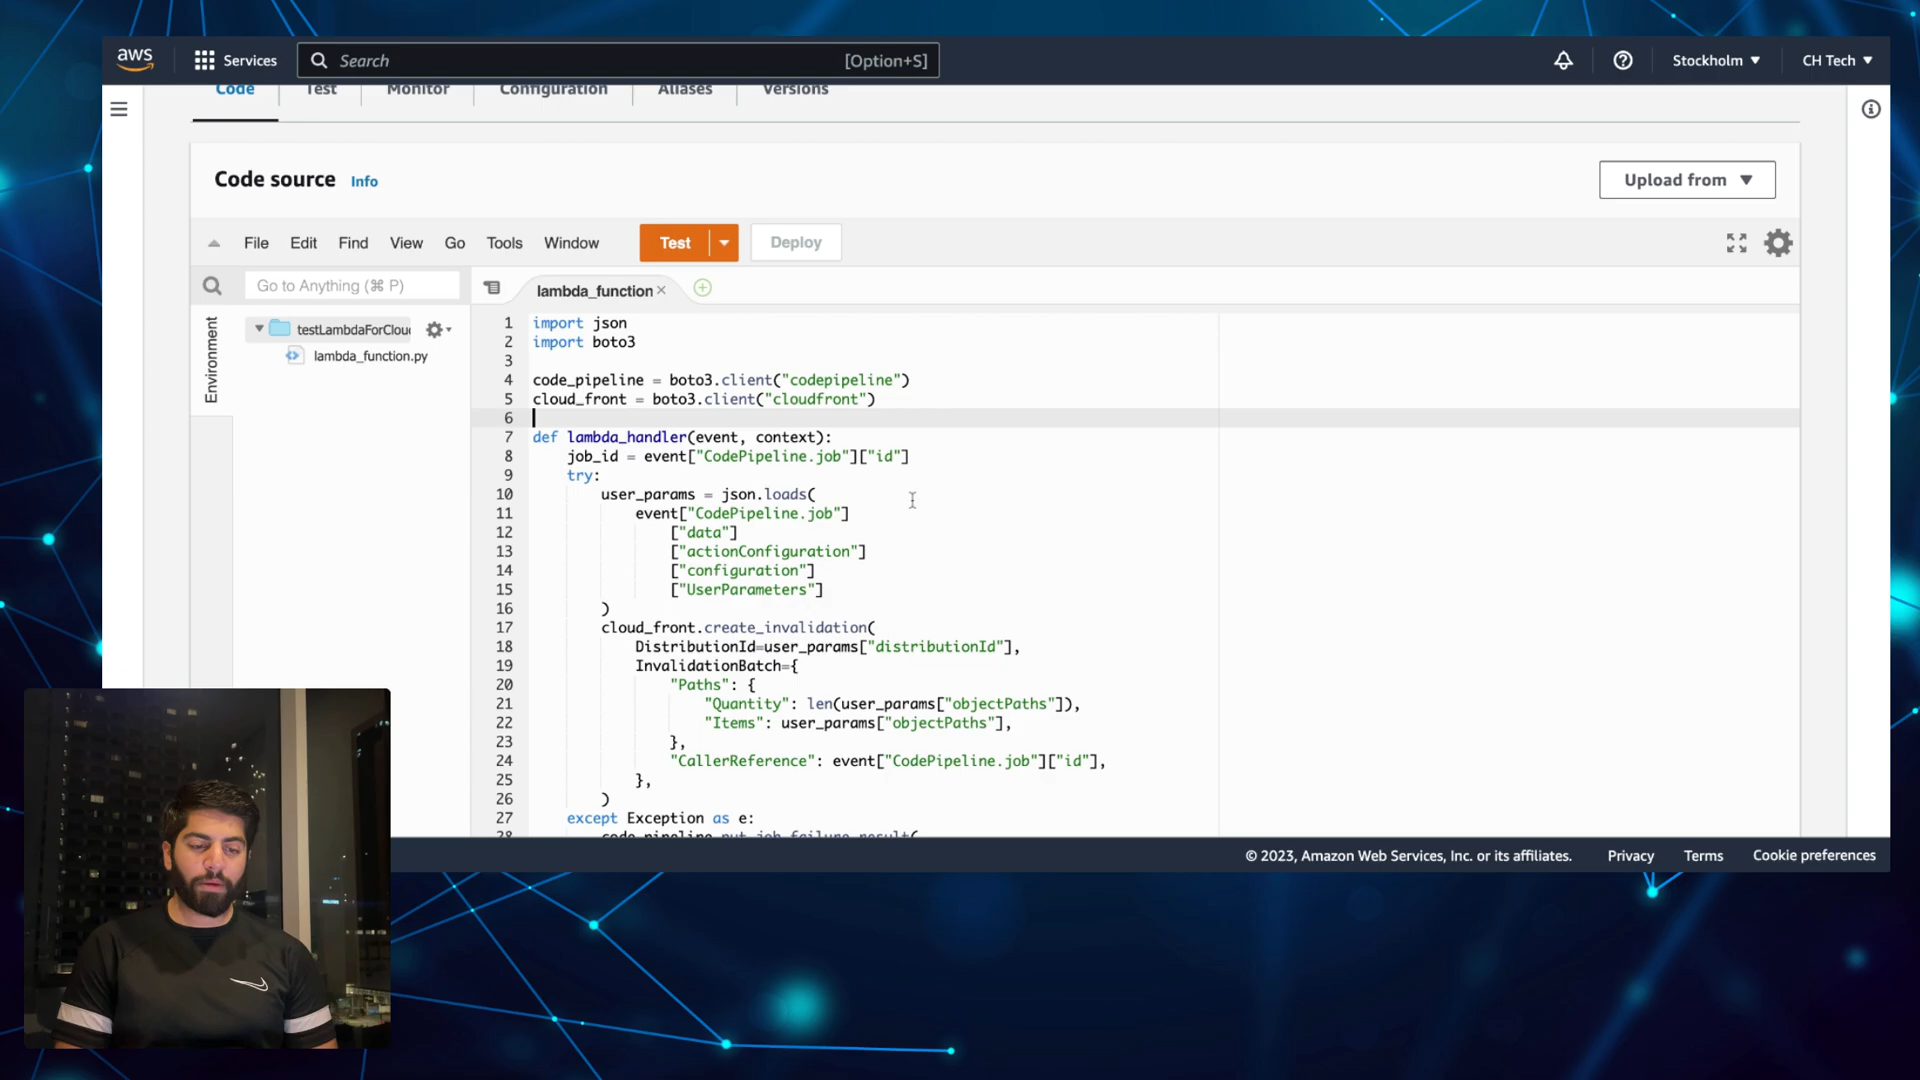 aws Services Search [Option+S] Stockholm CH Tech
Code Test Monitor Configuration Aliases Versions
Code source Info Upload from
File Edit Find View Go Tools Window Test Deploy
Go to Anything (⌘ P) lambda_function
Environment
testLambdaForClou
lambda_function.py
1 import json
2 import boto3
3
4 code_pipeline = boto3.client("codepipeline")
5 cloud_front = boto3.client("cloudfront")
6
7 def lambda_handler(event, context):
8 job_id = event["CodePipeline.job"]["id"]
9 try:
10 user_params = json.loads(
11 event["CodePipeline.job"]
12 ["data"]
13 ["actionConfiguration"]
14 ["configuration"]
15 ["UserParameters"]
16 )
17 cloud_front.create_invalidation(
18 DistributionId=user_params["distributionId"],
19 InvalidationBatch={
20 "Paths": {
21 "Quantity": len(user_params["objectPaths"]),
22 "Items": user_params["objectPaths"],
23 },
24 "CallerReference": event["CodePipeline.job"]["id"],
25 },
26 )
27 except Exception as e:
28 code_pipeline.put_job_failure_result(
© 2023, Amazon Web Services, Inc. or its affiliates. Privacy Terms Cookie preferences